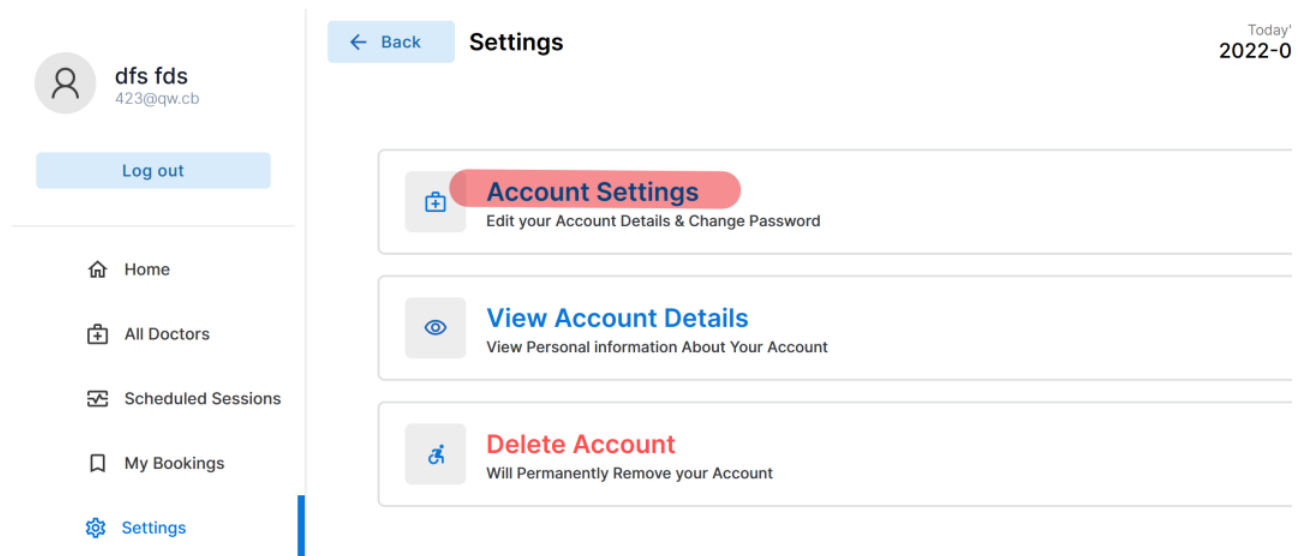 dfs fds
423@qw.cb
Log out
Home
All Doctors
Scheduled Sessions
My Bookings
Settings
← Back
Settings
Today'
2022-0
Account Settings
Edit your Account Details & Change Password
View Account Details
View Personal information About Your Account
Delete Account
Will Permanently Remove your Account